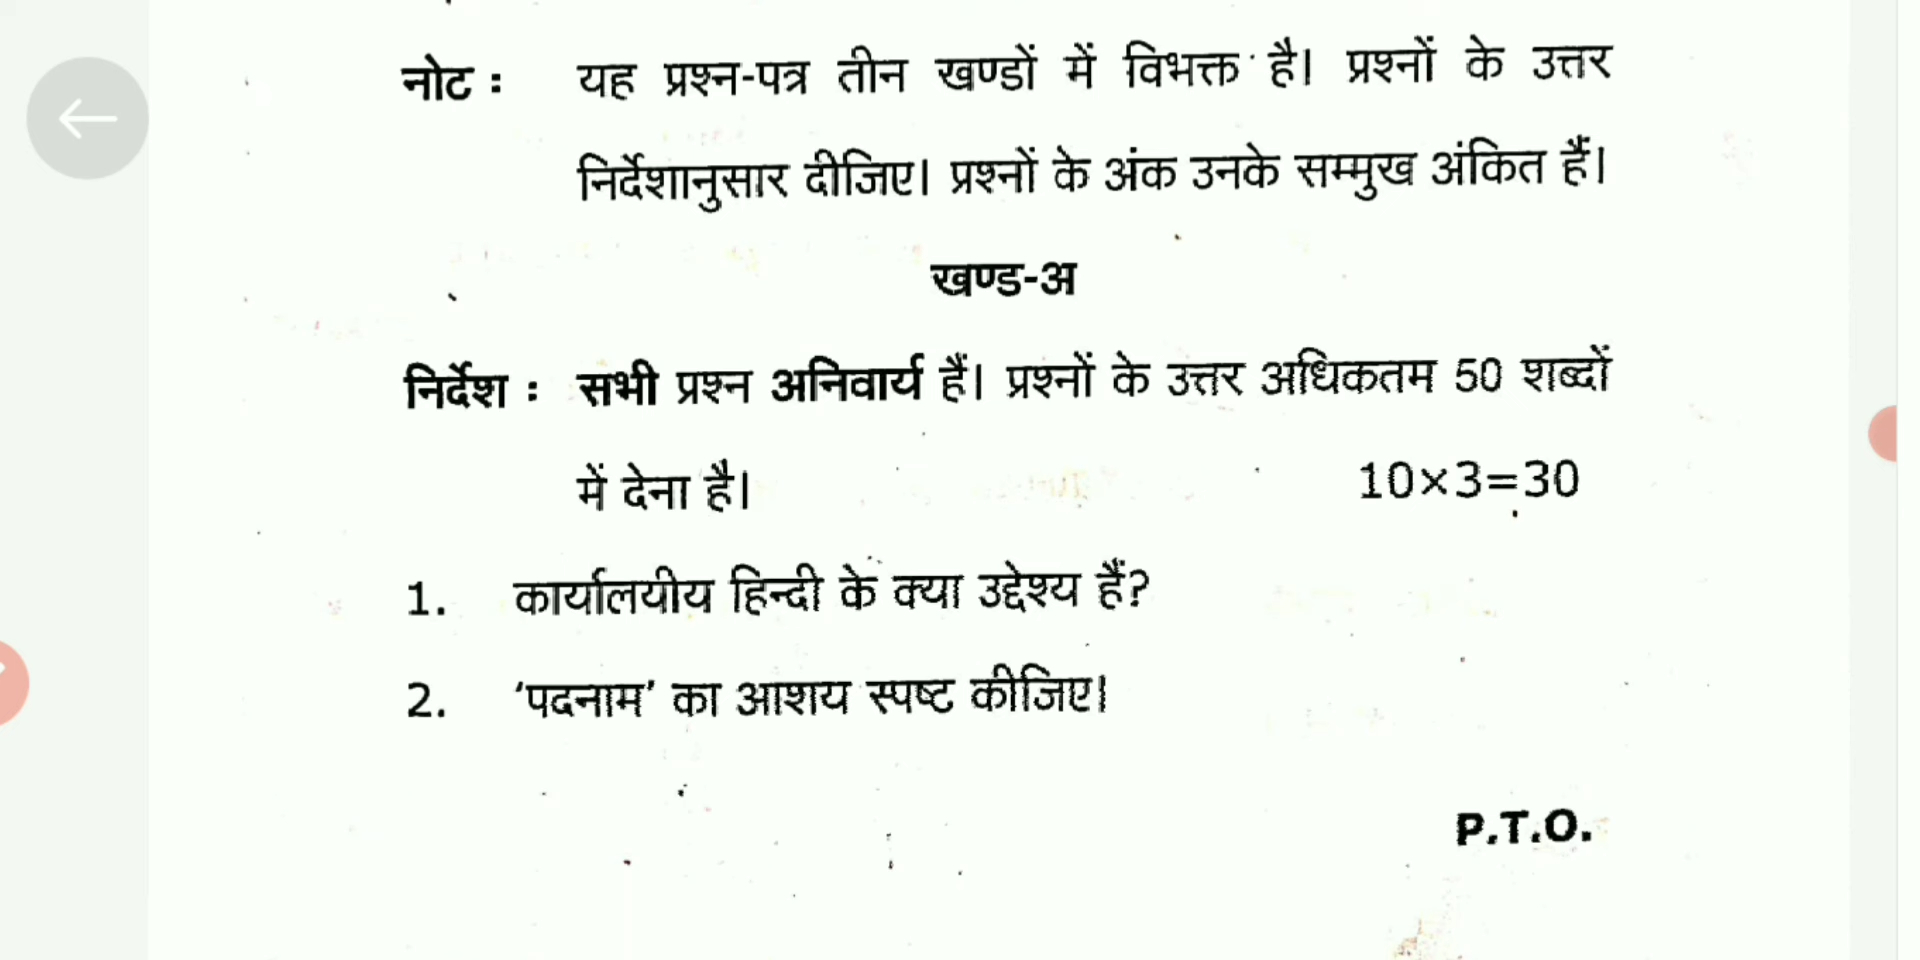 नोट : यह प्रश्न-पत्र तीन खण्डों में विभक्त है। प्रश्नों के उत्तर
निर्देशानुसार दीजिए। प्रश्नों के अंक उनके सम्मुख अंकित हैं।
खण्ड-अ
निर्देश : सभी प्रश्न अनिवार्य हैं। प्रश्नों के उत्तर अधिकतम 50 शब्दों
में देना है। 10×3=30
1. कार्यालयीय हिन्दी के क्या उद्देश्य हैं?
2. ‘पदनाम’ का आशय स्पष्ट कीजिए।
P.T.O.